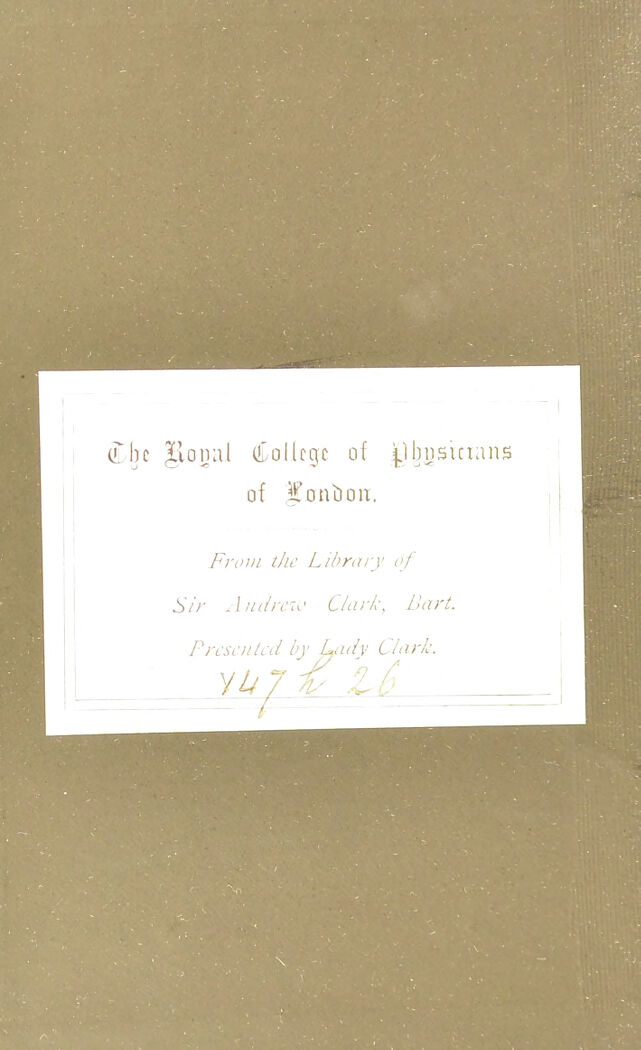 The Royal College of Physicians
of London.
From the Library of
Sir Andrew Clark, Bart.
Presented by Lady Clark.
Y47 h 26